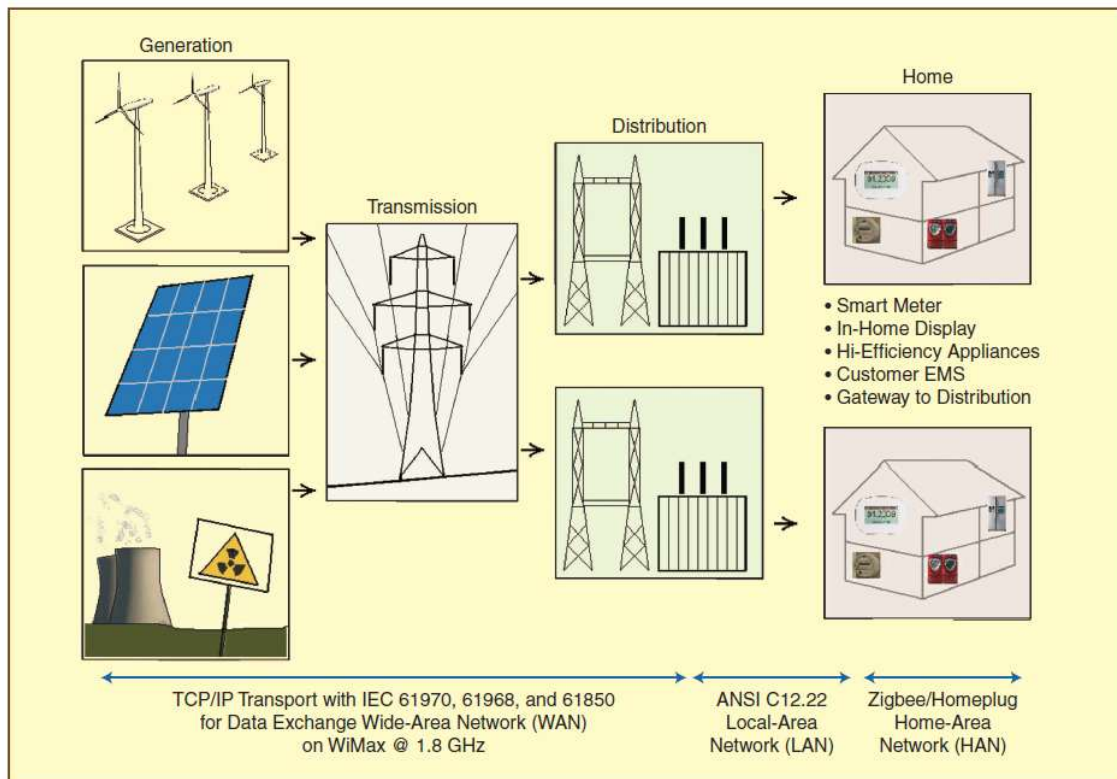 Generation
Home
Distribution
Transmission
• Smart Meter
• In-Home Display
• Hi-Efficiency Appliances
• Customer EMS
• Gateway to Distribution
TCP/IP Transport with IEC 61970, 61968, and 61850
for Data Exchange Wide-Area Network (WAN)
on WiMax @ 1.8 GHz
ANSI C12.22
Local-Area
Network (LAN)
Zigbee/Homeplug
Home-Area
Network (HAN)